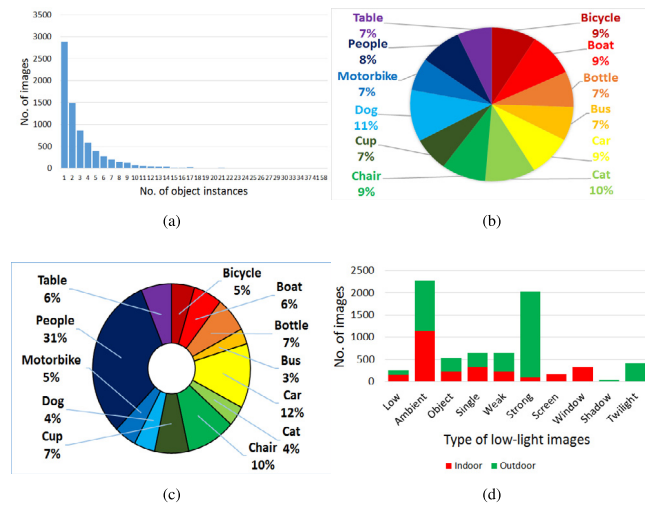 3500
3000
2500
2000
1500
1000
500
0
No. of images
1 2 3 4 5 6 7 8 9 10 11 12 13 14 15 16 17 18 19 20 21 22 23 24 26 27 28 30 34 37 41 58
No. of object instances
(a)
Table
7%
People
8%
Motorbike
7%
Dog
11%
Cup
7%
Chair
9%
Bicycle
9%
Boat
9%
Bottle
7%
Bus
7%
Car
9%
Cat
10%
(b)
Table
6%
People
31%
Motorbike
5%
Dog
4%
Cup
7%
Bicycle
5%
Boat
6%
Bottle
7%
Bus
3%
Car
12%
Cat
4%
Chair
10%
(c)
2500
2000
1500
1000
500
0
No. of images
Low
Ambient
Object
Single
Weak
Strong
Screen
Window
Shadow
Twilight
Type of low-light images
Indoor
Outdoor
(d)